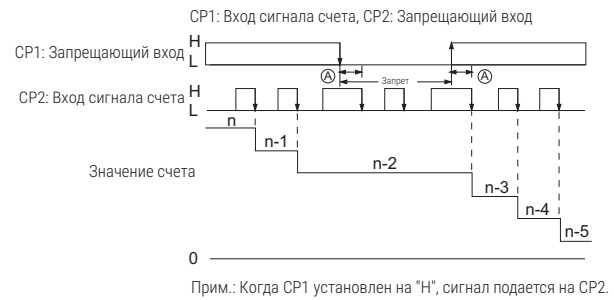 CP1: Вход сигнала счета, CP2: Запрещающий вход
CP1: Запрещающий вход H
L
A Запрет A
CP2: Вход сигнала счета H
L
n
n-1
Значение счета n-2
n-3
n-4
n-5
0
Прим.: Когда CP1 установлен на "H", сигнал подается на CP2.